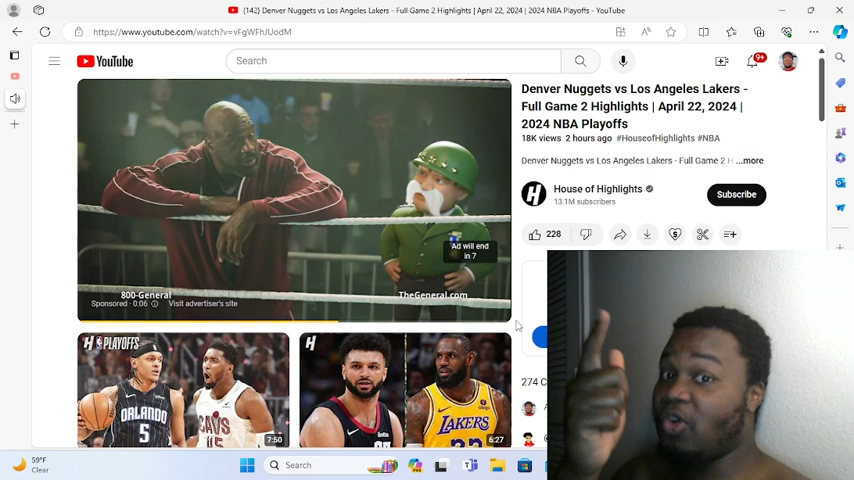 (142) Denver Nuggets vs Los Angeles Lakers - Full Game 2 Highlights | April 22, 2024 | 2024 NBA Playoffs - YouTube
https://www.youtube.com/watch?v=vFgWFhJUodM
YouTube
Search
9+
Ad will end
in 7
800-General
TheGeneral.com
Sponsored · 0:06
Visit advertiser's site
Denver Nuggets vs Los Angeles Lakers -
Full Game 2 Highlights | April 22, 2024 |
2024 NBA Playoffs
18K views 2 hours ago #HouseofHighlights #NBA
Denver Nuggets vs Los Angeles Lakers - Full Game 2 H ...more
House of Highlights
13.1M subscribers
Subscribe
228
274 C
PLAYOFFS
ORLANDO
5
CAVS
7:50
LAKERS
6:27
59°F
Clear
Search